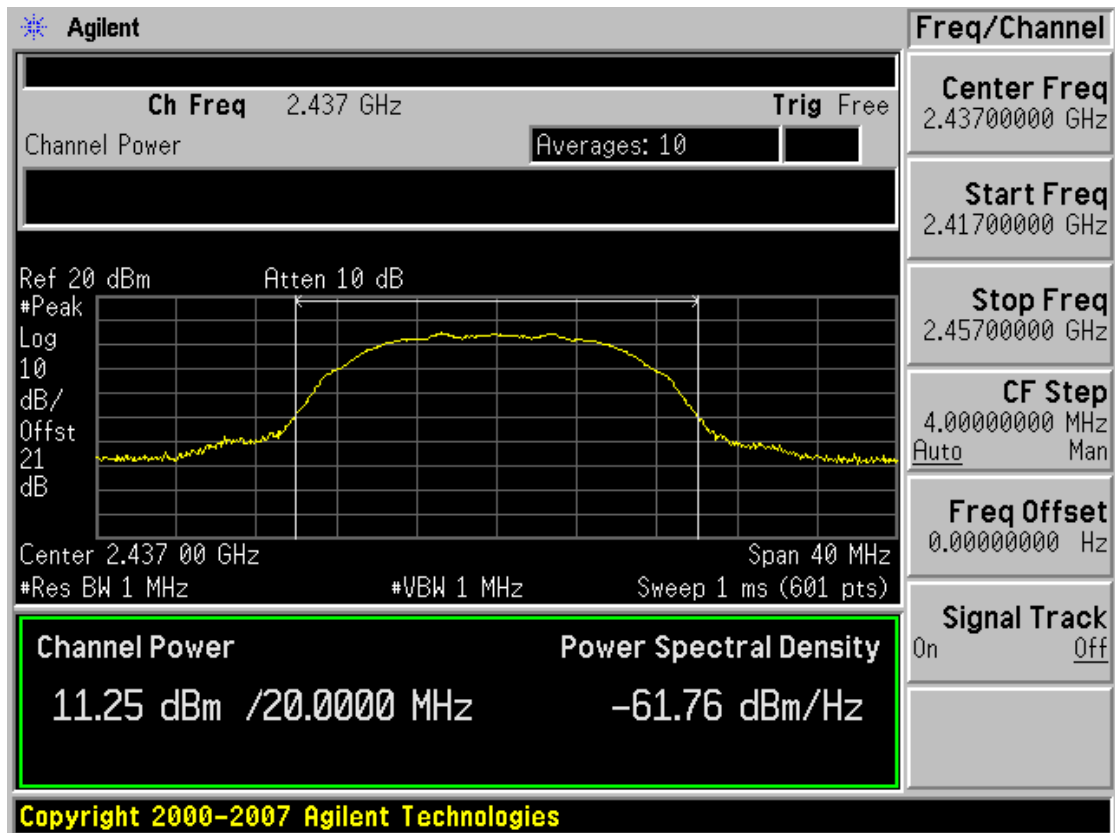 Agilent
Freq/Channel
Ch Freq 2.437 GHz Trig Free
Channel Power Averages: 10
Ref 20 dBm Atten 10 dB
#Peak
Log
10
dB/
Offst
21
dB
Center 2.437 00 GHz Span 40 MHz
#Res BW 1 MHz #VBW 1 MHz Sweep 1 ms (601 pts)
Channel Power Power Spectral Density
11.25 dBm /20.0000 MHz -61.76 dBm/Hz
Center Freq
2.43700000 GHz
Start Freq
2.41700000 GHz
Stop Freq
2.45700000 GHz
CF Step
4.00000000 MHz
Auto Man
Freq Offset
0.00000000 Hz
Signal Track
On Off
Copyright 2000-2007 Agilent Technologies